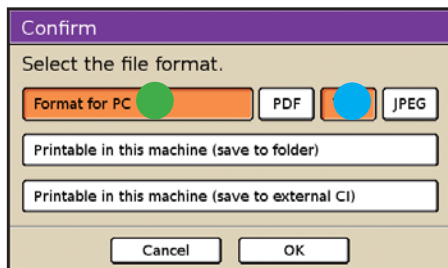 Confirm
Select the file format.
Format for PC PDF JPEG
Printable in this machine (save to folder)
Printable in this machine (save to external CI)
Cancel OK